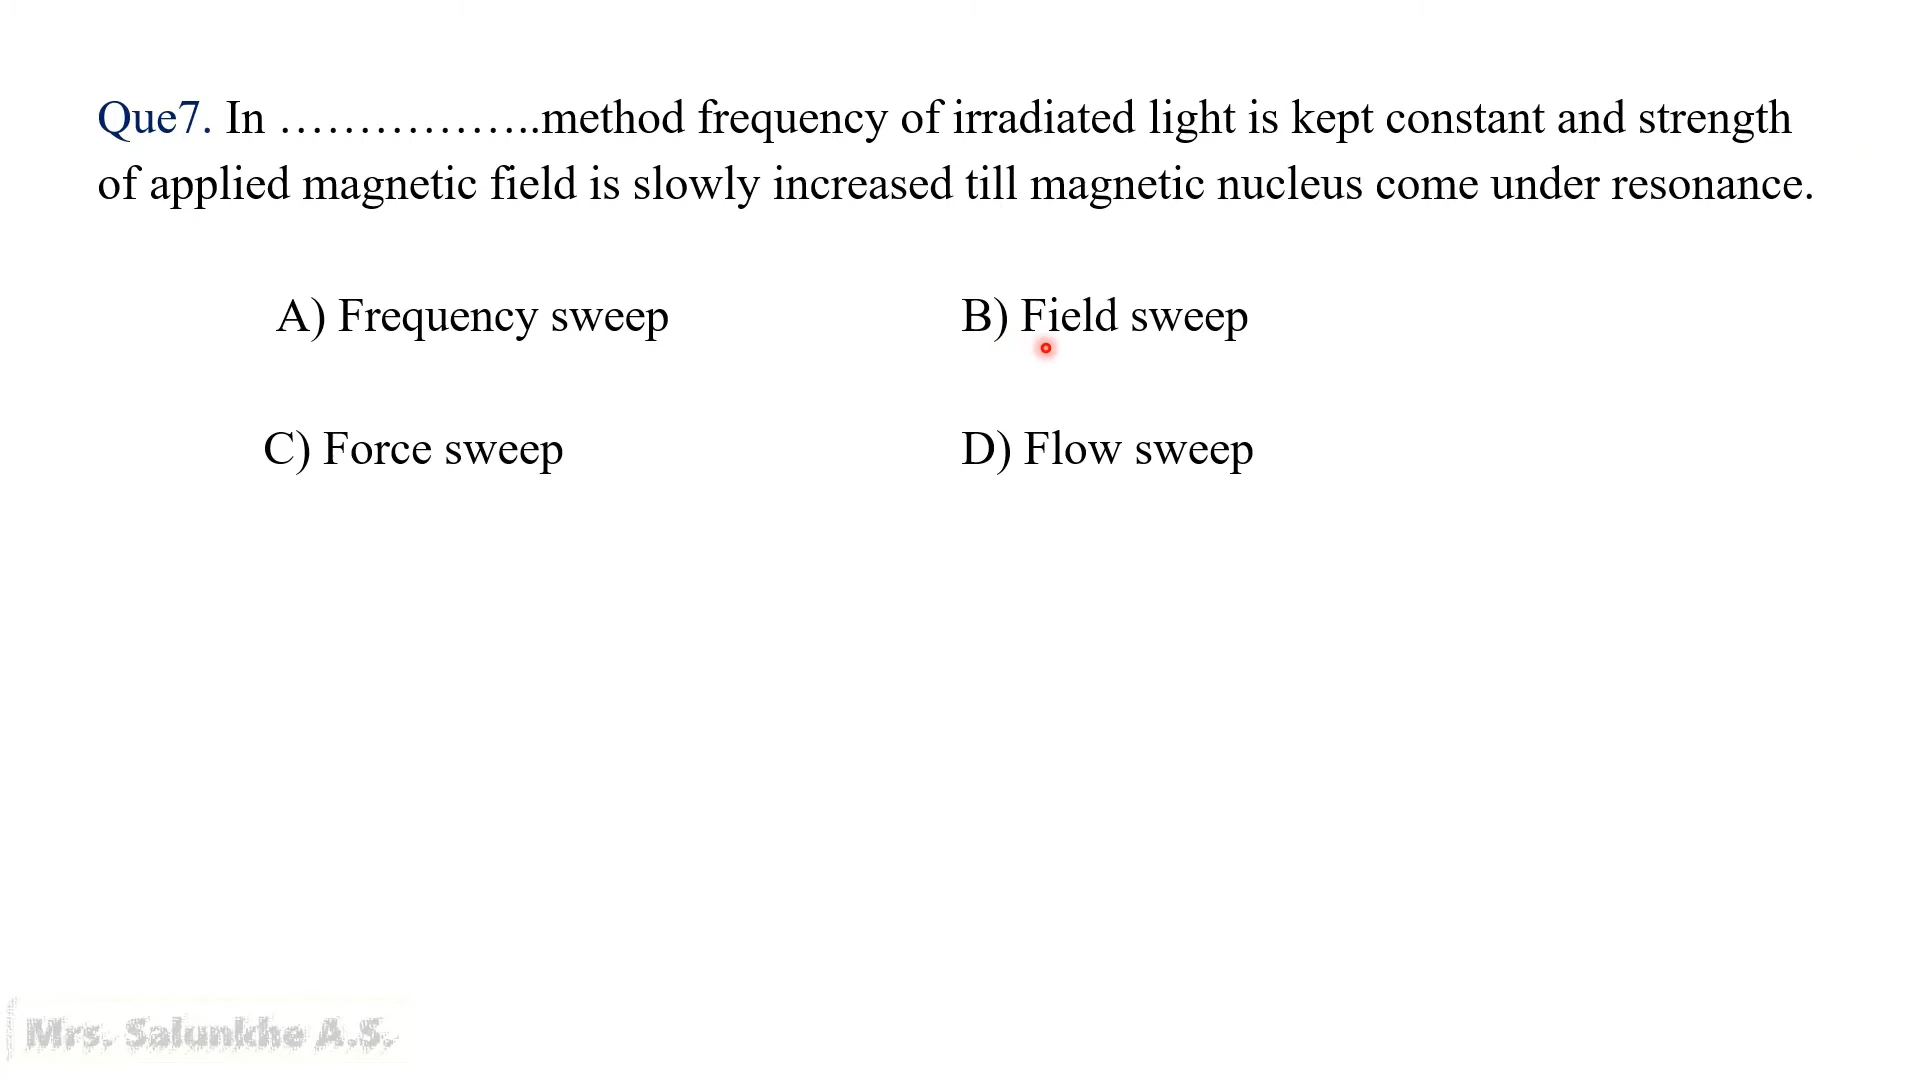 Que7. In ………………..method frequency of irradiated light is kept constant and strength
of applied magnetic field is slowly increased till magnetic nucleus come under resonance.
A) Frequency sweep B) Field sweep
C) Force sweep D) Flow sweep
Mrs. Salunkhe A.S.